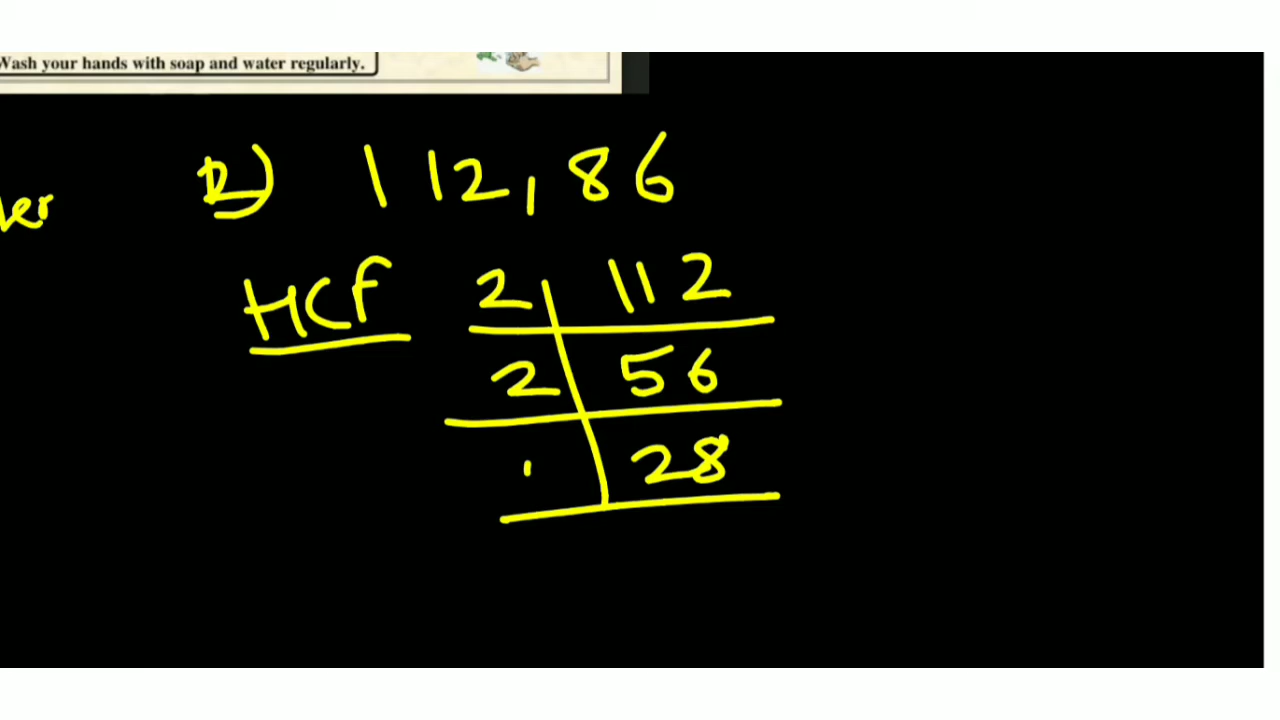 Wash your hands with soap and water regularly.
2) 112, 86
HCF 2 112
2 56
28